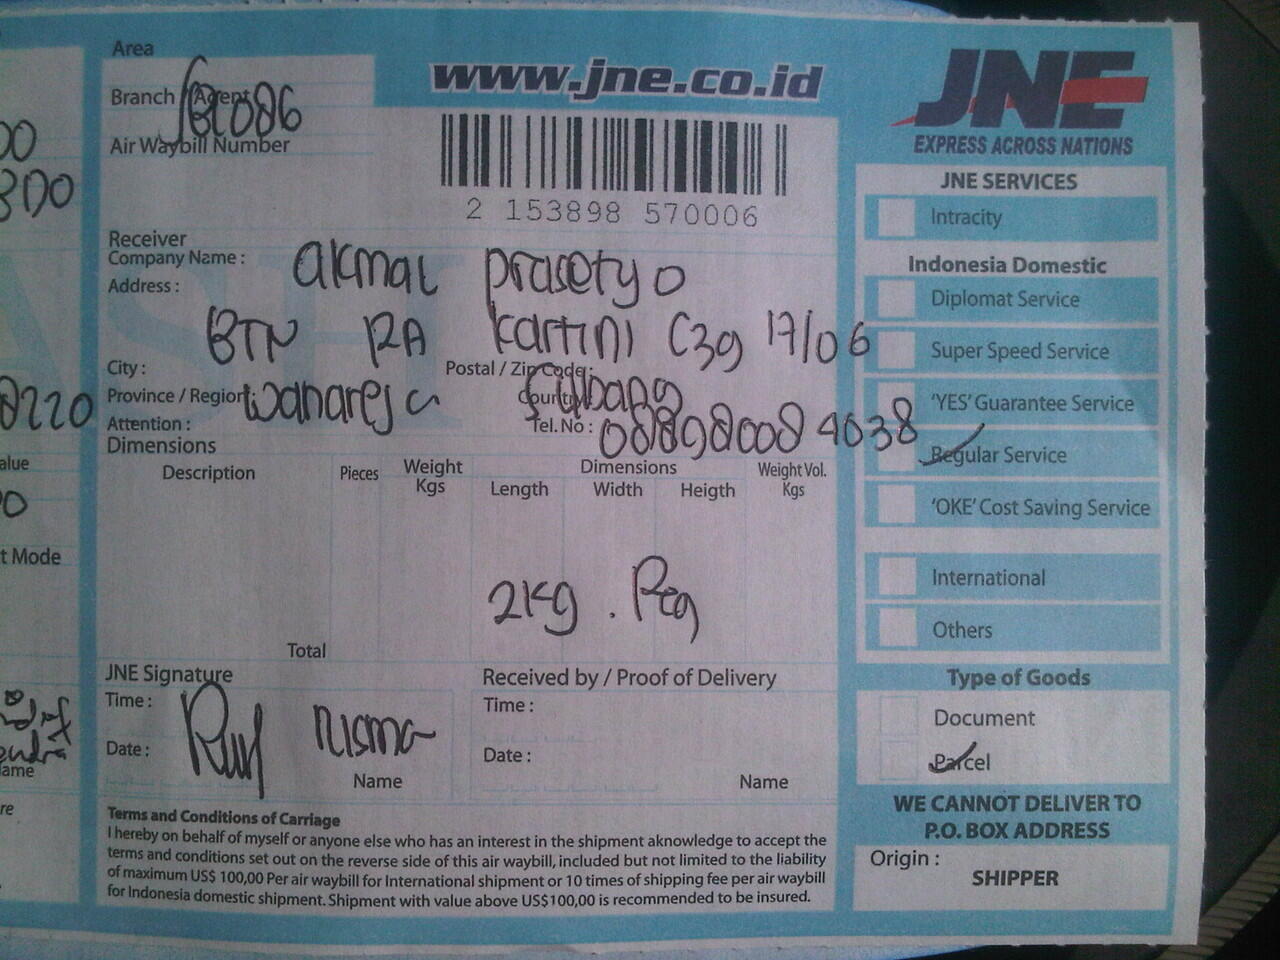 Area
www.jne.co.id
JNE
EXPRESS ACROSS NATIONS
Branch / Agent
Air Waybill Number
2 153898 570006
Receiver
Company Name : akmal prasetyo
Address : BTN RA Kartini C39 17/06
City :
Postal / Zip Code :
Province / Region Wanareja
Country Subang
Attention :
Tel. No : 089898008 4038
Dimensions
Description
Pieces
Weight Kgs
Dimensions
Length
Width
Heigth
Weight Vol. Kgs
2kg . Reg
Total
JNE Signature
Time :
Date :
Risma
Name
Received by / Proof of Delivery
Time :
Date :
Name
Terms and Conditions of Carriage
I hereby on behalf of myself or anyone else who has an interest in the shipment aknowledge to accept the
terms and conditions set out on the reverse side of this air waybill, included but not limited to the liability
of maximum US$ 100,00 Per air waybill for International shipment or 10 times of shipping fee per air waybill
for Indonesia domestic shipment. Shipment with value above US$100,00 is recommended to be insured.
JNE SERVICES
Intracity
Indonesia Domestic
Diplomat Service
Super Speed Service
'YES' Guarantee Service
Regular Service
'OKE' Cost Saving Service
International
Others
Type of Goods
Document
Parcel
WE CANNOT DELIVER TO
P.O. BOX ADDRESS
Origin :
SHIPPER